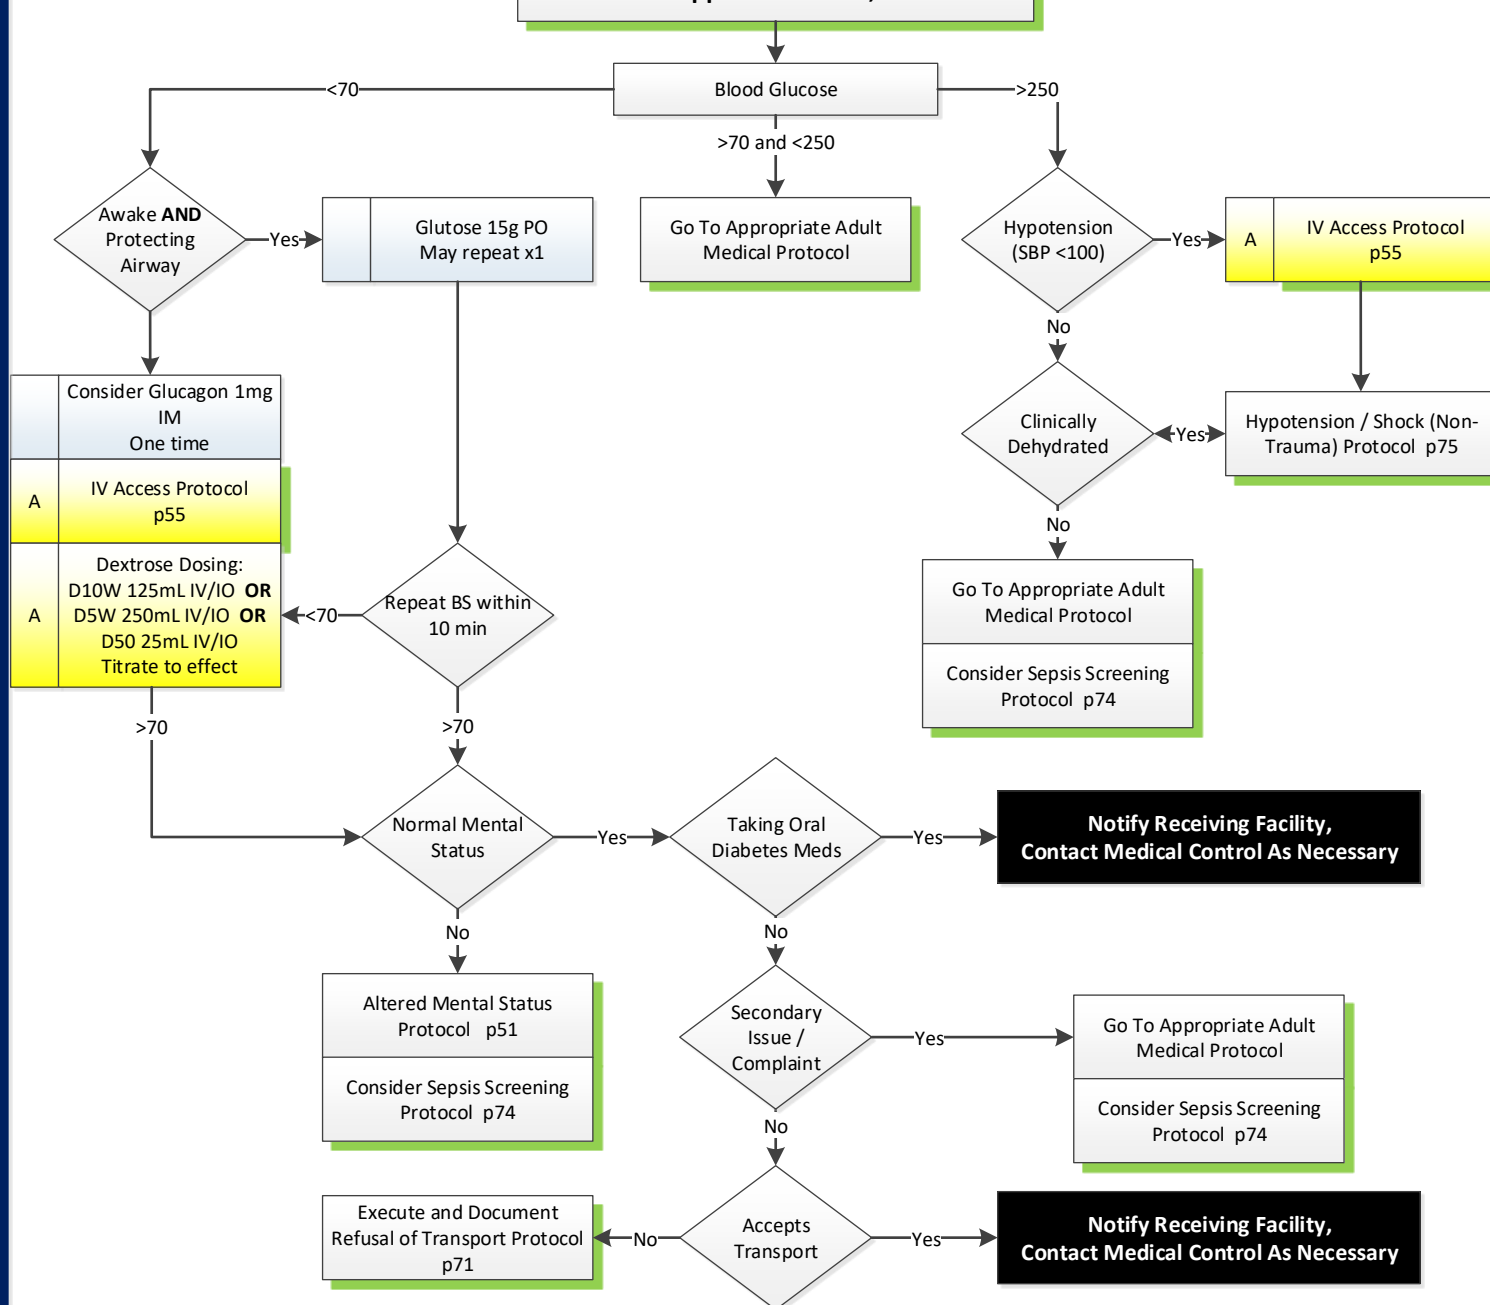 Blood Glucose
<70
>250
>70 and <250
Awake AND
Protecting
Airway
Yes
Glutose 15g PO
May repeat x1
Go To Appropriate Adult
Medical Protocol
Hypotension
(SBP <100)
Yes
A
IV Access Protocol
p55
No
Consider Glucagon 1mg
IM
One time
A
IV Access Protocol
p55
A
Dextrose Dosing:
D10W 125mL IV/IO OR
D5W 250mL IV/IO OR
D50 25mL IV/IO
Titrate to effect
<70
Repeat BS within
10 min
Clinically
Dehydrated
Yes
Hypotension / Shock (Non-
Trauma) Protocol p75
No
Go To Appropriate Adult
Medical Protocol
Consider Sepsis Screening
Protocol p74
>70
>70
Normal Mental
Status
Yes
Taking Oral
Diabetes Meds
Yes
Notify Receiving Facility,
Contact Medical Control As Necessary
No
Altered Mental Status
Protocol p51
Consider Sepsis Screening
Protocol p74
No
Secondary
Issue /
Complaint
Yes
Go To Appropriate Adult
Medical Protocol
Consider Sepsis Screening
Protocol p74
No
Accepts
Transport
No
Execute and Document
Refusal of Transport Protocol
p71
Yes
Notify Receiving Facility,
Contact Medical Control As Necessary